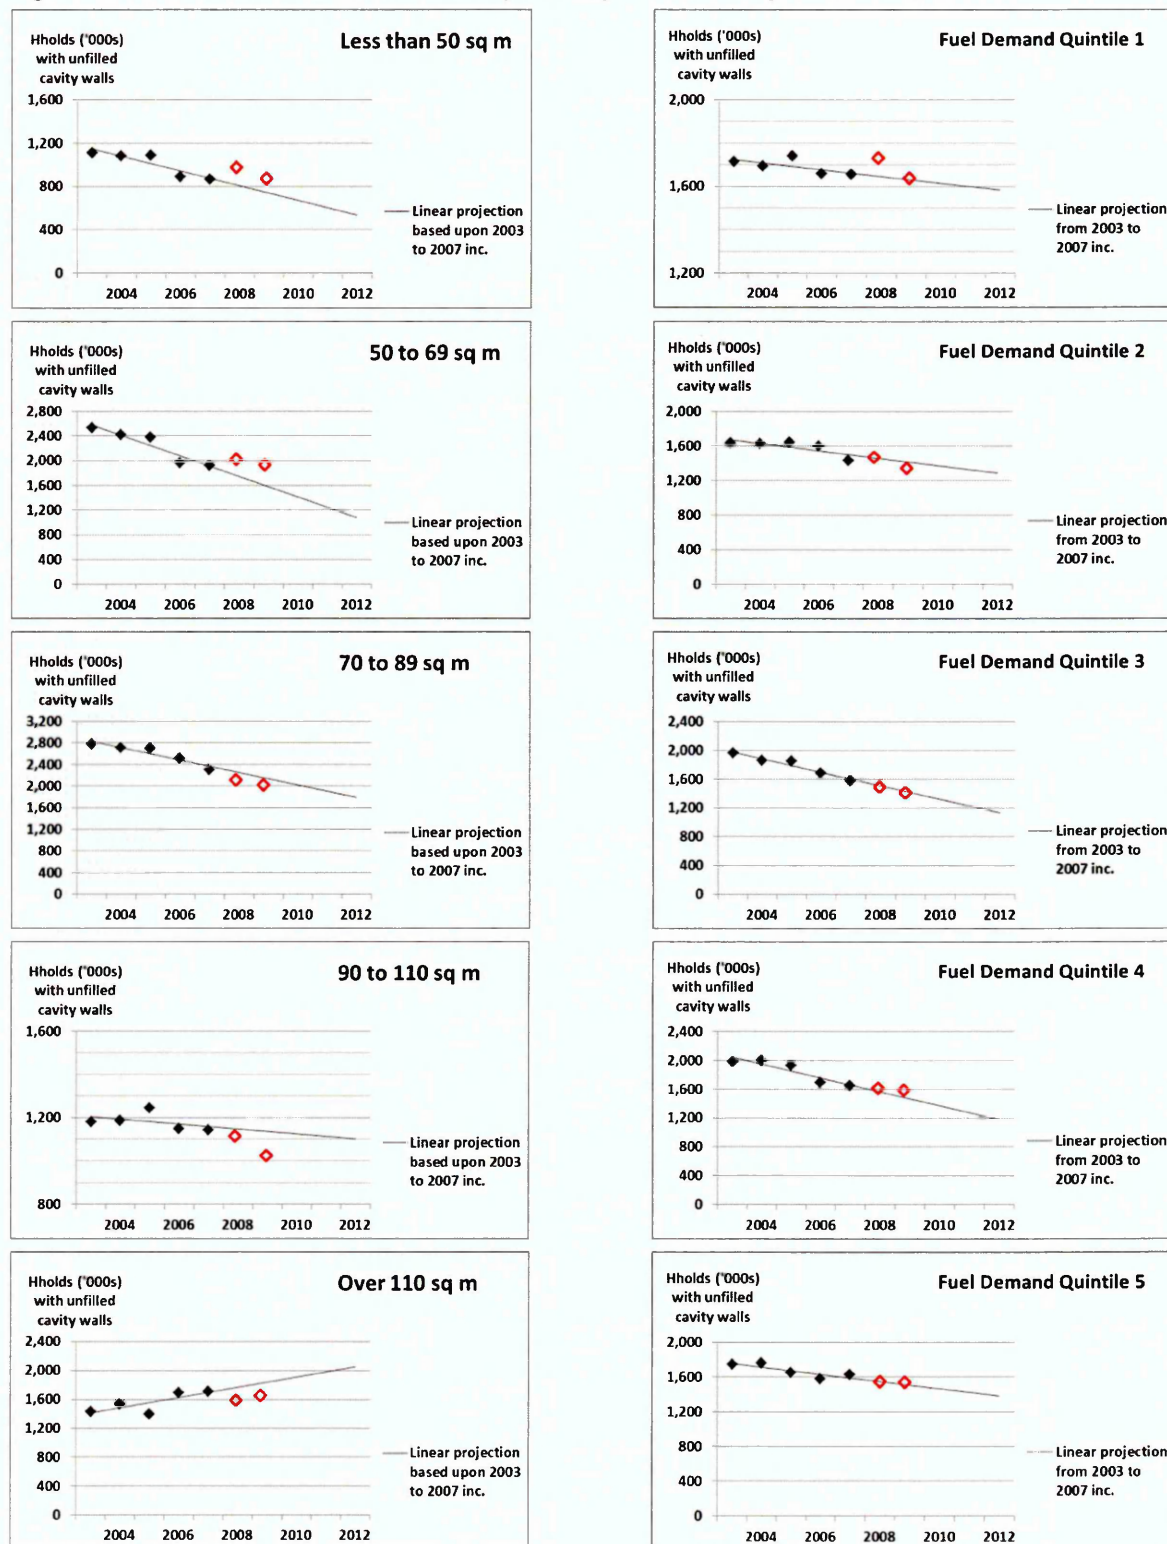 Hholds ('000s)
with unfilled
cavity walls
Less than 50 sq m
1,600
1,200
800
400
0
2004 2006 2008 2010 2012
Linear projection
based upon 2003
to 2007 inc.
Hholds ('000s)
with unfilled
cavity walls
Fuel Demand Quintile 1
2,000
1,600
1,200
2004 2006 2008 2010 2012
Linear projection
from 2003 to
2007 inc.
Hholds ('000s)
with unfilled
cavity walls
50 to 69 sq m
2,800
2,400
2,000
1,600
1,200
800
400
0
2004 2006 2008 2010 2012
Linear projection
based upon 2003
to 2007 inc.
Hholds ('000s)
with unfilled
cavity walls
Fuel Demand Quintile 2
2,000
1,600
1,200
800
400
0
2004 2006 2008 2010 2012
Linear projection
from 2003 to
2007 inc.
Hholds ('000s)
with unfilled
cavity walls
70 to 89 sq m
3,200
2,800
2,400
2,000
1,600
1,200
800
400
0
2004 2006 2008 2010 2012
Linear projection
based upon 2003
to 2007 inc.
Hholds ('000s)
with unfilled
cavity walls
Fuel Demand Quintile 3
2,400
2,000
1,600
1,200
800
400
0
2004 2006 2008 2010 2012
Linear projection
from 2003 to
2007 inc.
Hholds ('000s)
with unfilled
cavity walls
90 to 110 sq m
1,600
1,200
800
2004 2006 2008 2010 2012
Linear projection
based upon 2003
to 2007 inc.
Hholds ('000s)
with unfilled
cavity walls
Fuel Demand Quintile 4
2,400
2,000
1,600
1,200
800
400
0
2004 2006 2008 2010 2012
Linear projection
from 2003 to
2007 inc.
Hholds ('000s)
with unfilled
cavity walls
Over 110 sq m
2,400
2,000
1,600
1,200
800
400
0
2004 2006 2008 2010 2012
Linear projection
based upon 2003
to 2007 inc.
Hholds ('000s)
with unfilled
cavity walls
Fuel Demand Quintile 5
2,000
1,600
1,200
800
400
0
2004 2006 2008 2010 2012
Linear projection
from 2003 to
2007 inc.